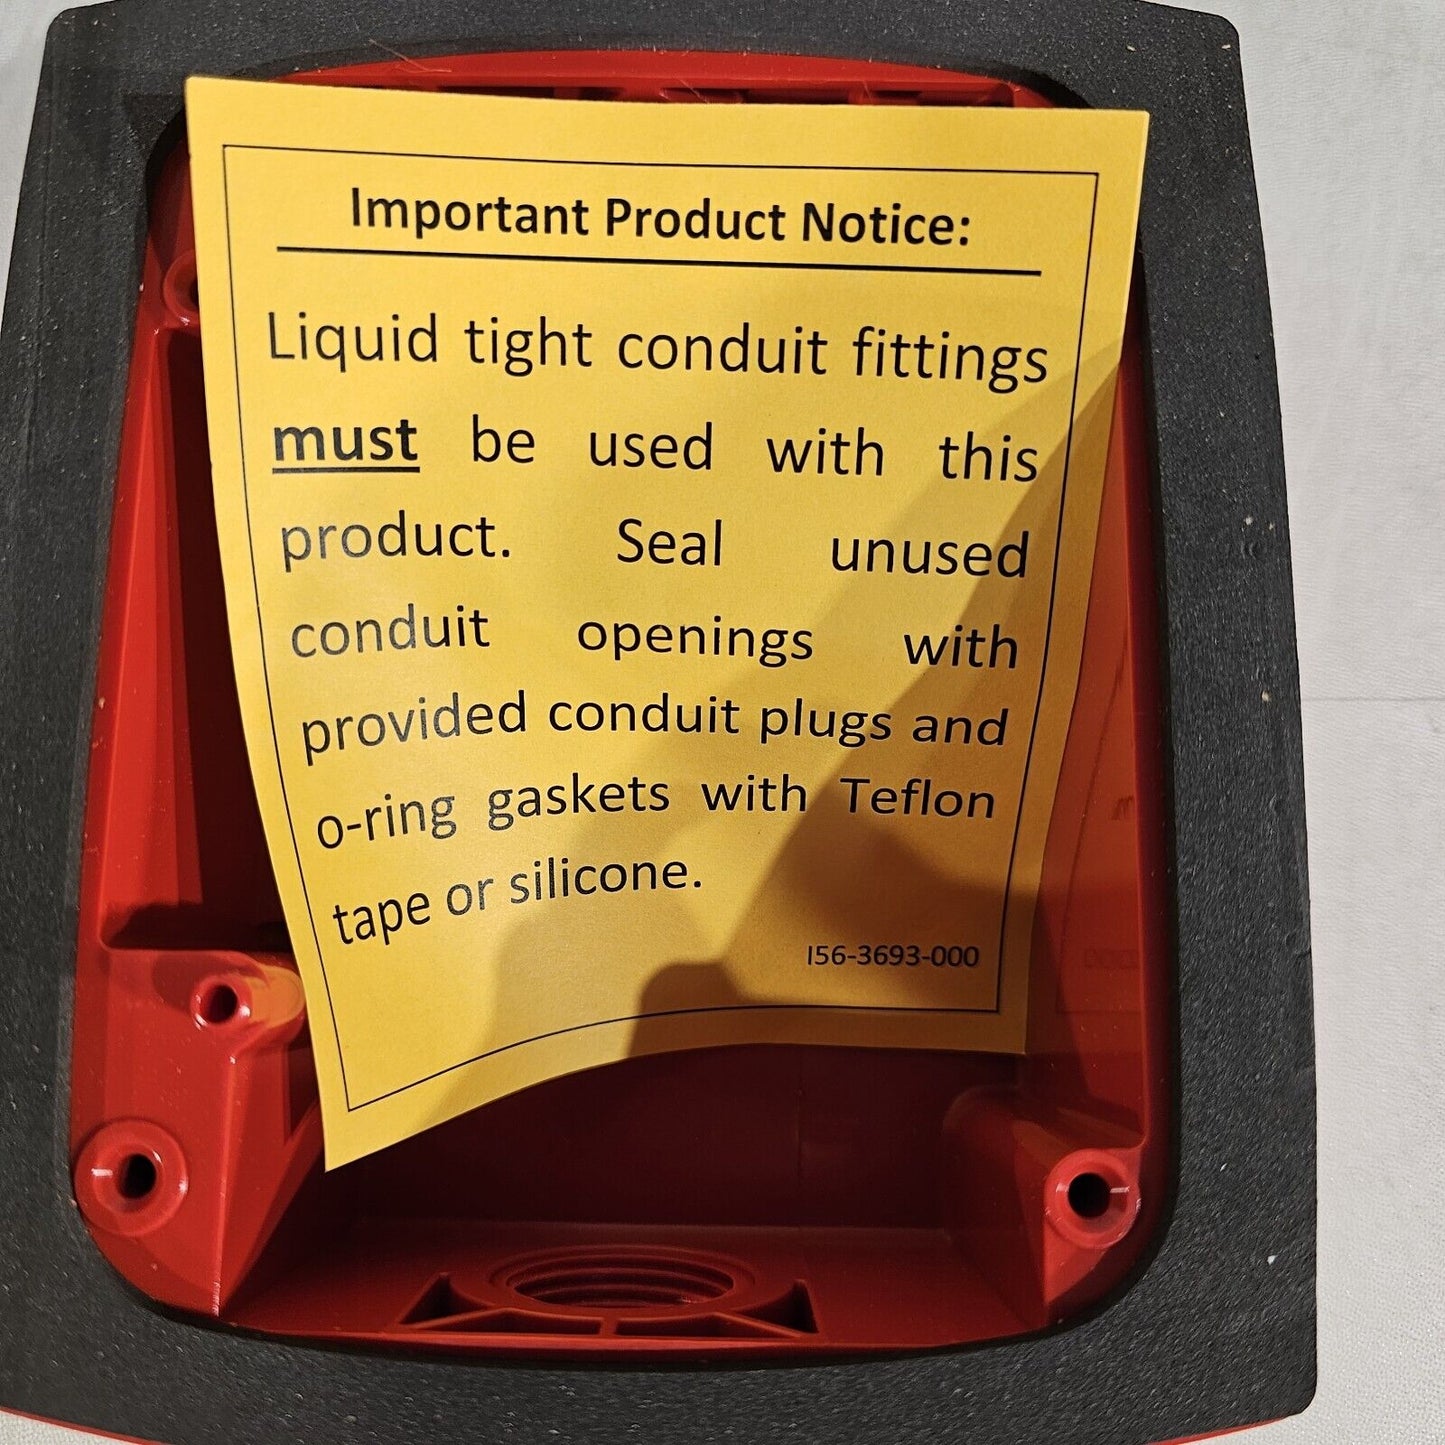 Important Product Notice:
Liquid tight conduit fittings
must be used with this
product. Seal unused
conduit openings with
provided conduit plugs and
o-ring gaskets with Teflon
tape or silicone.
I56-3693-000